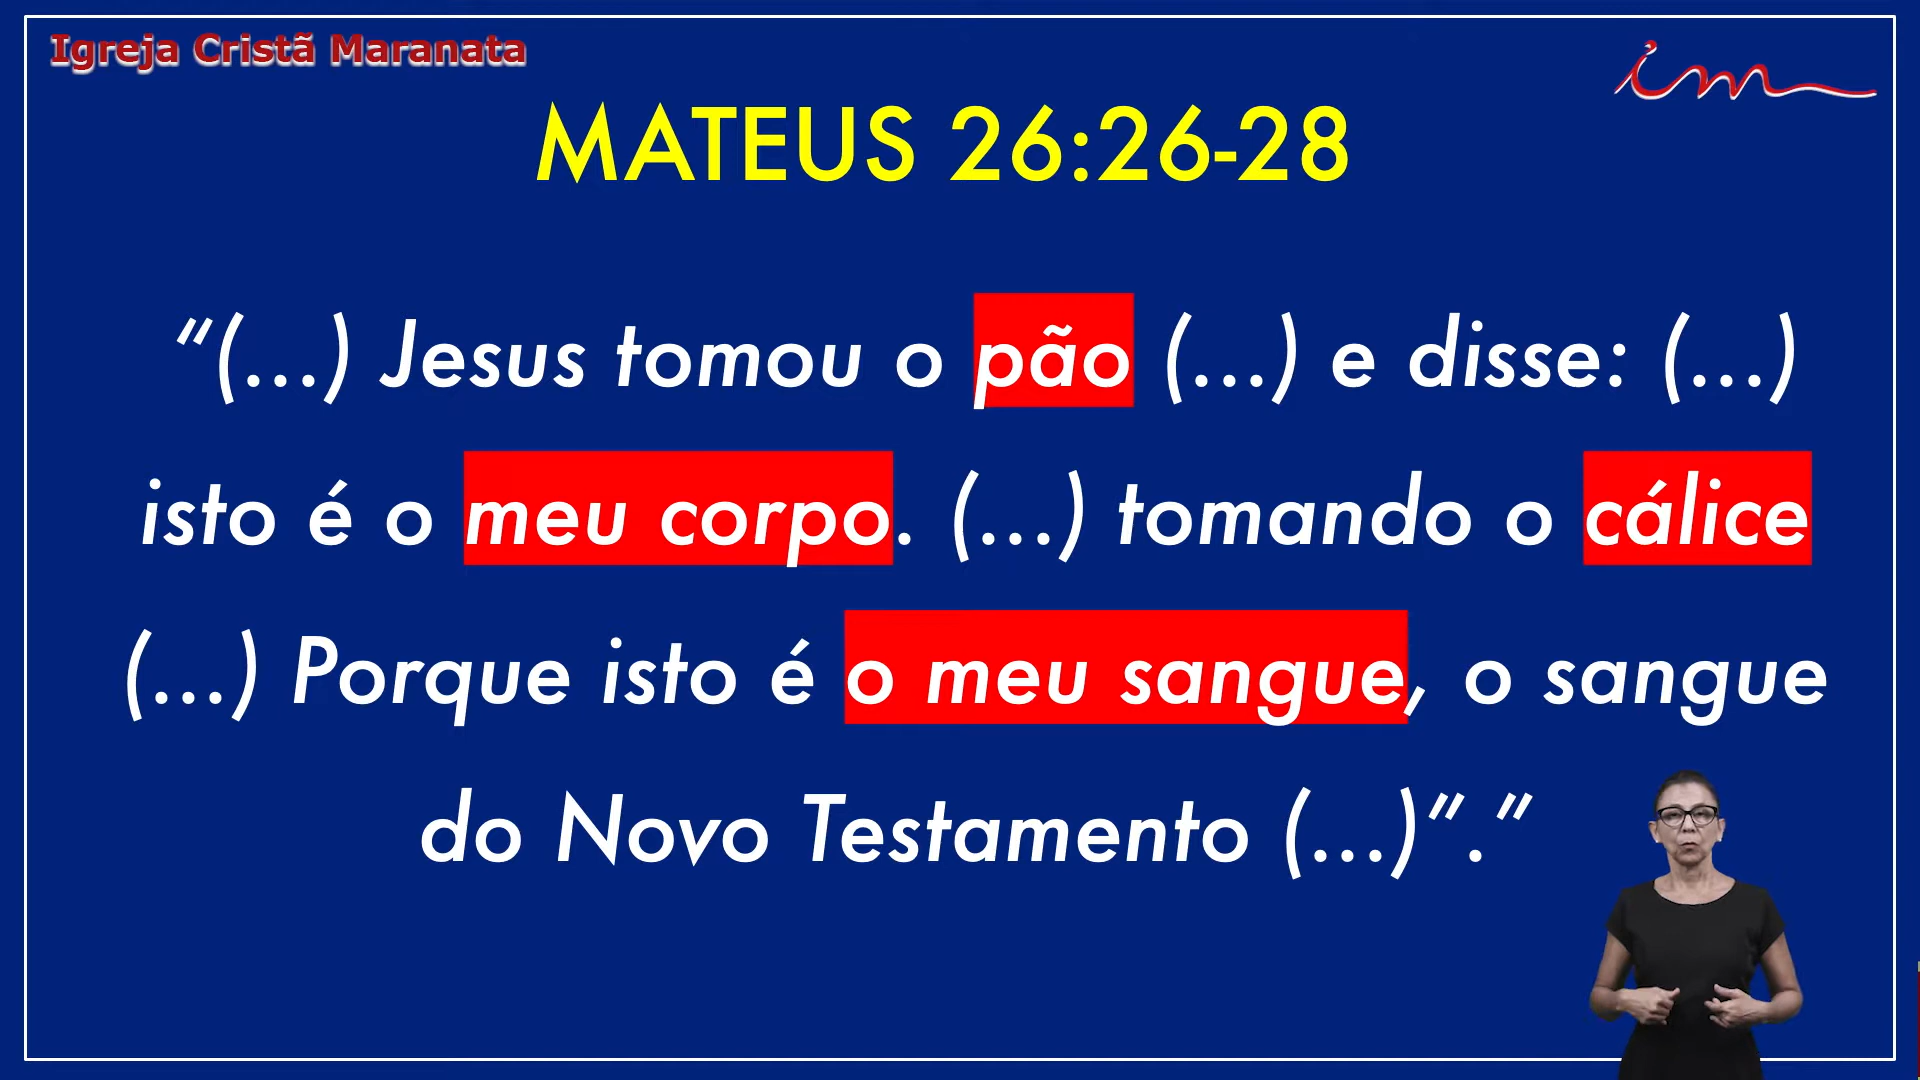 Igreja Cristã Maranata
im
MATEUS 26:26-28
“(...) Jesus tomou o pão (...) e disse: (...)
isto é o meu corpo. (...) tomando o cálice
(...) Porque isto é o meu sangue, o sangue
do Novo Testamento (...)”.”